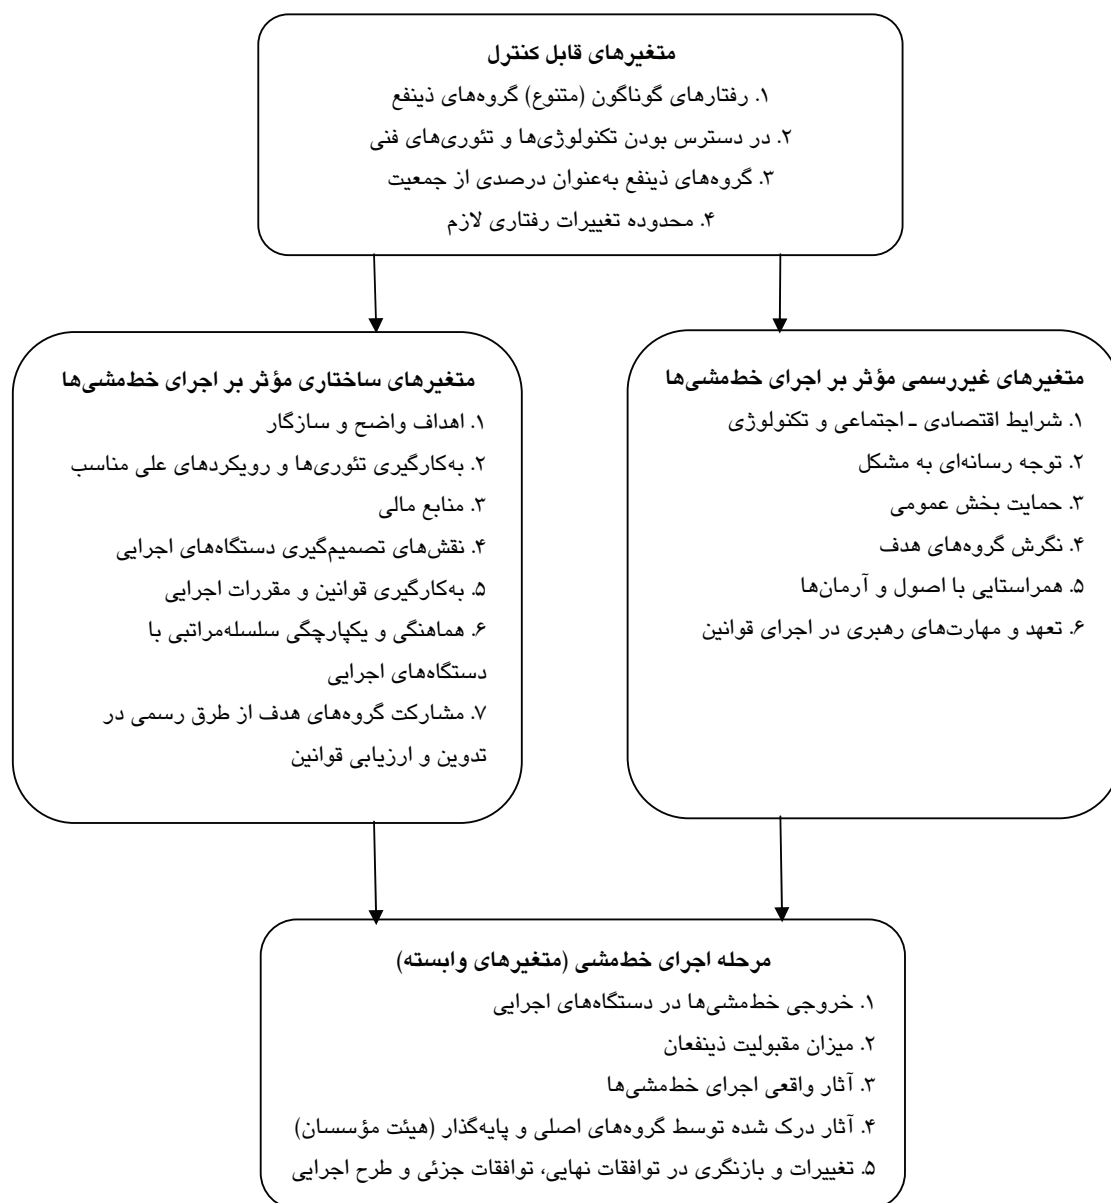 متغیرهای قابل کنترل
۱. رفتارهای گوناگون (متنوع) گروه‌های ذینفع
۲. در دسترس بودن تکنولوژی‌ها و تئوری‌های فنی
۳. گروه‌های ذینفع به‌عنوان درصدی از جمعیت
۴. محدوده تغییرات رفتاری لازم
متغیرهای غیررسمی مؤثر بر اجرای خط‌مشی‌ها
۱. شرایط اقتصادی ـ اجتماعی و تکنولوژی
۲. توجه رسانه‌ای به مشکل
۳. حمایت بخش عمومی
۴. نگرش گروه‌های هدف
۵. همراستایی با اصول و آرمان‌ها
۶. تعهد و مهارت‌های رهبری در اجرای قوانین
متغیرهای ساختاری مؤثر بر اجرای خط‌مشی‌ها
۱. اهداف واضح و سازگار
۲. به‌کارگیری تئوری‌ها و رویکردهای علی مناسب
۳. منابع مالی
۴. نقش‌های تصمیم‌گیری دستگاه‌های اجرایی
۵. به‌کارگیری قوانین و مقررات اجرایی
۶. هماهنگی و یکپارچگی سلسله‌مراتبی با
دستگاه‌های اجرایی
۷. مشارکت گروه‌های هدف از طرق رسمی در
تدوین و ارزیابی قوانین
مرحله اجرای خط‌مشی (متغیرهای وابسته)
۱. خروجی خط‌مشی‌ها در دستگاه‌های اجرایی
۲. میزان مقبولیت ذینفعان
۳. آثار واقعی اجرای خط‌مشی‌ها
۴. آثار درک شده توسط گروه‌های اصلی و پایه‌گذار (هیئت مؤسسان)
۵. تغییرات و بازنگری در توافقات نهایی، توافقات جزئی و طرح اجرایی